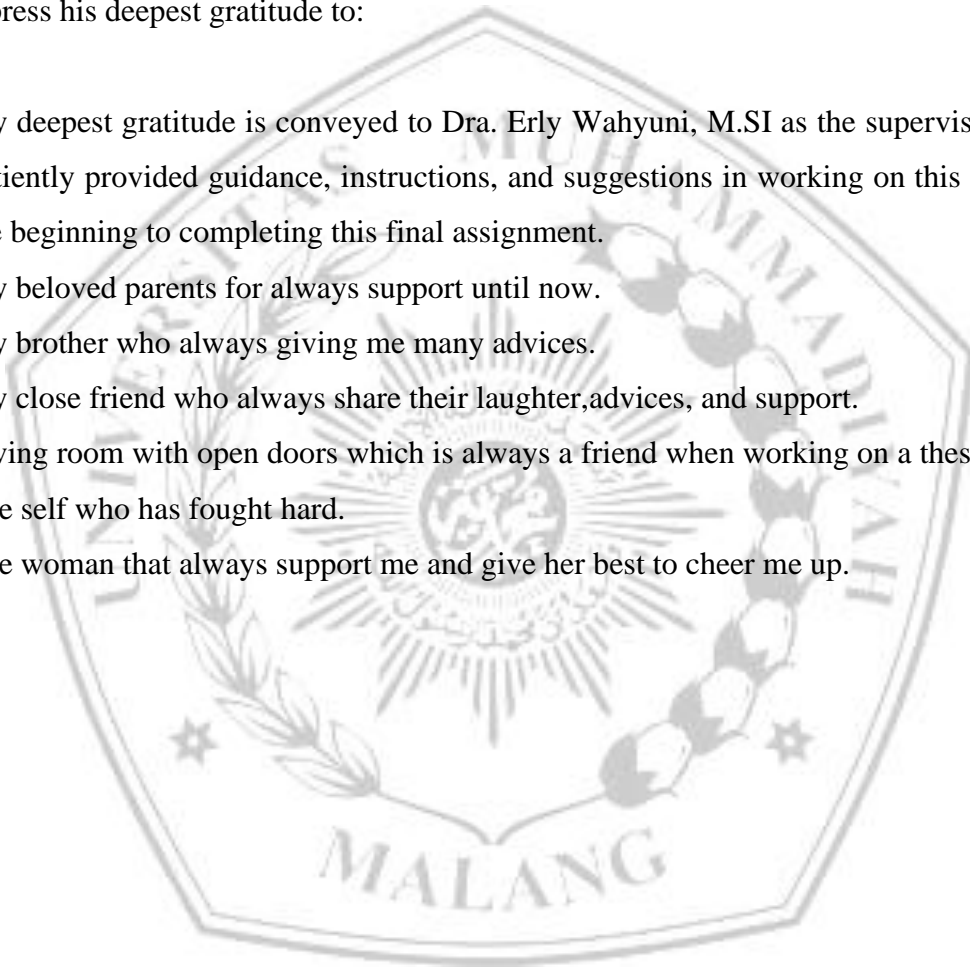 press his deepest gratitude to:
y deepest gratitude is conveyed to Dra. Erly Wahyuni, M.SI as the supervis
tiently provided guidance, instructions, and suggestions in working on this
e beginning to completing this final assignment.
y beloved parents for always support until now.
y brother who always giving me many advices.
y close friend who always share their laughter,advices, and support.
ving room with open doors which is always a friend when working on a thes
e self who has fought hard.
e woman that always support me and give her best to cheer me up.
UNIVERSITAS MUHAMMADIYAH
MALANG